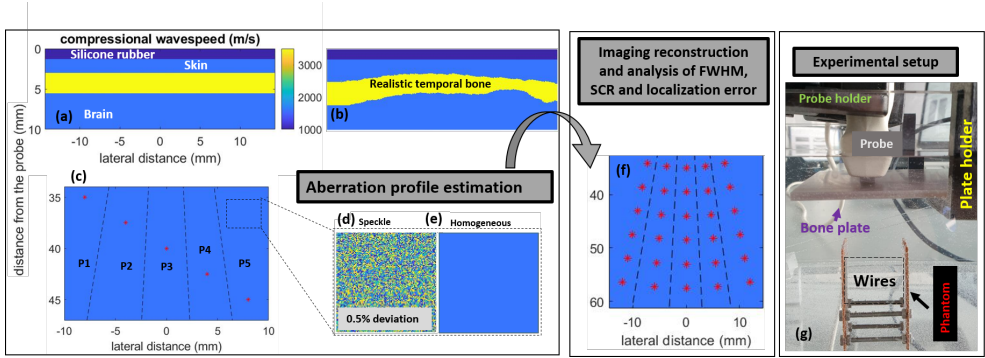 compressional wavespeed (m/s)
Silicone rubber
Skin
Brain
(a)
0
5
10
-10
-5
0
5
10
lateral distance (mm)
3000
2000
1000
Realistic temporal bone
(b)
distance from the probe (mm)
Aberration profile estimation
(c)
35
40
45
P1
P2
P3
P4
P5
-10
-5
0
5
10
lateral distance (mm)
(d)
Speckle
(e)
Homogeneous
0.5% deviation
Imaging reconstruction
and analysis of FWHM,
SCR and localization error
(f)
40
50
60
-10
0
10
lateral distance (mm)
Experimental setup
Probe holder
Probe
Plate holder
Bone plate
Wires
Phantom
(g)